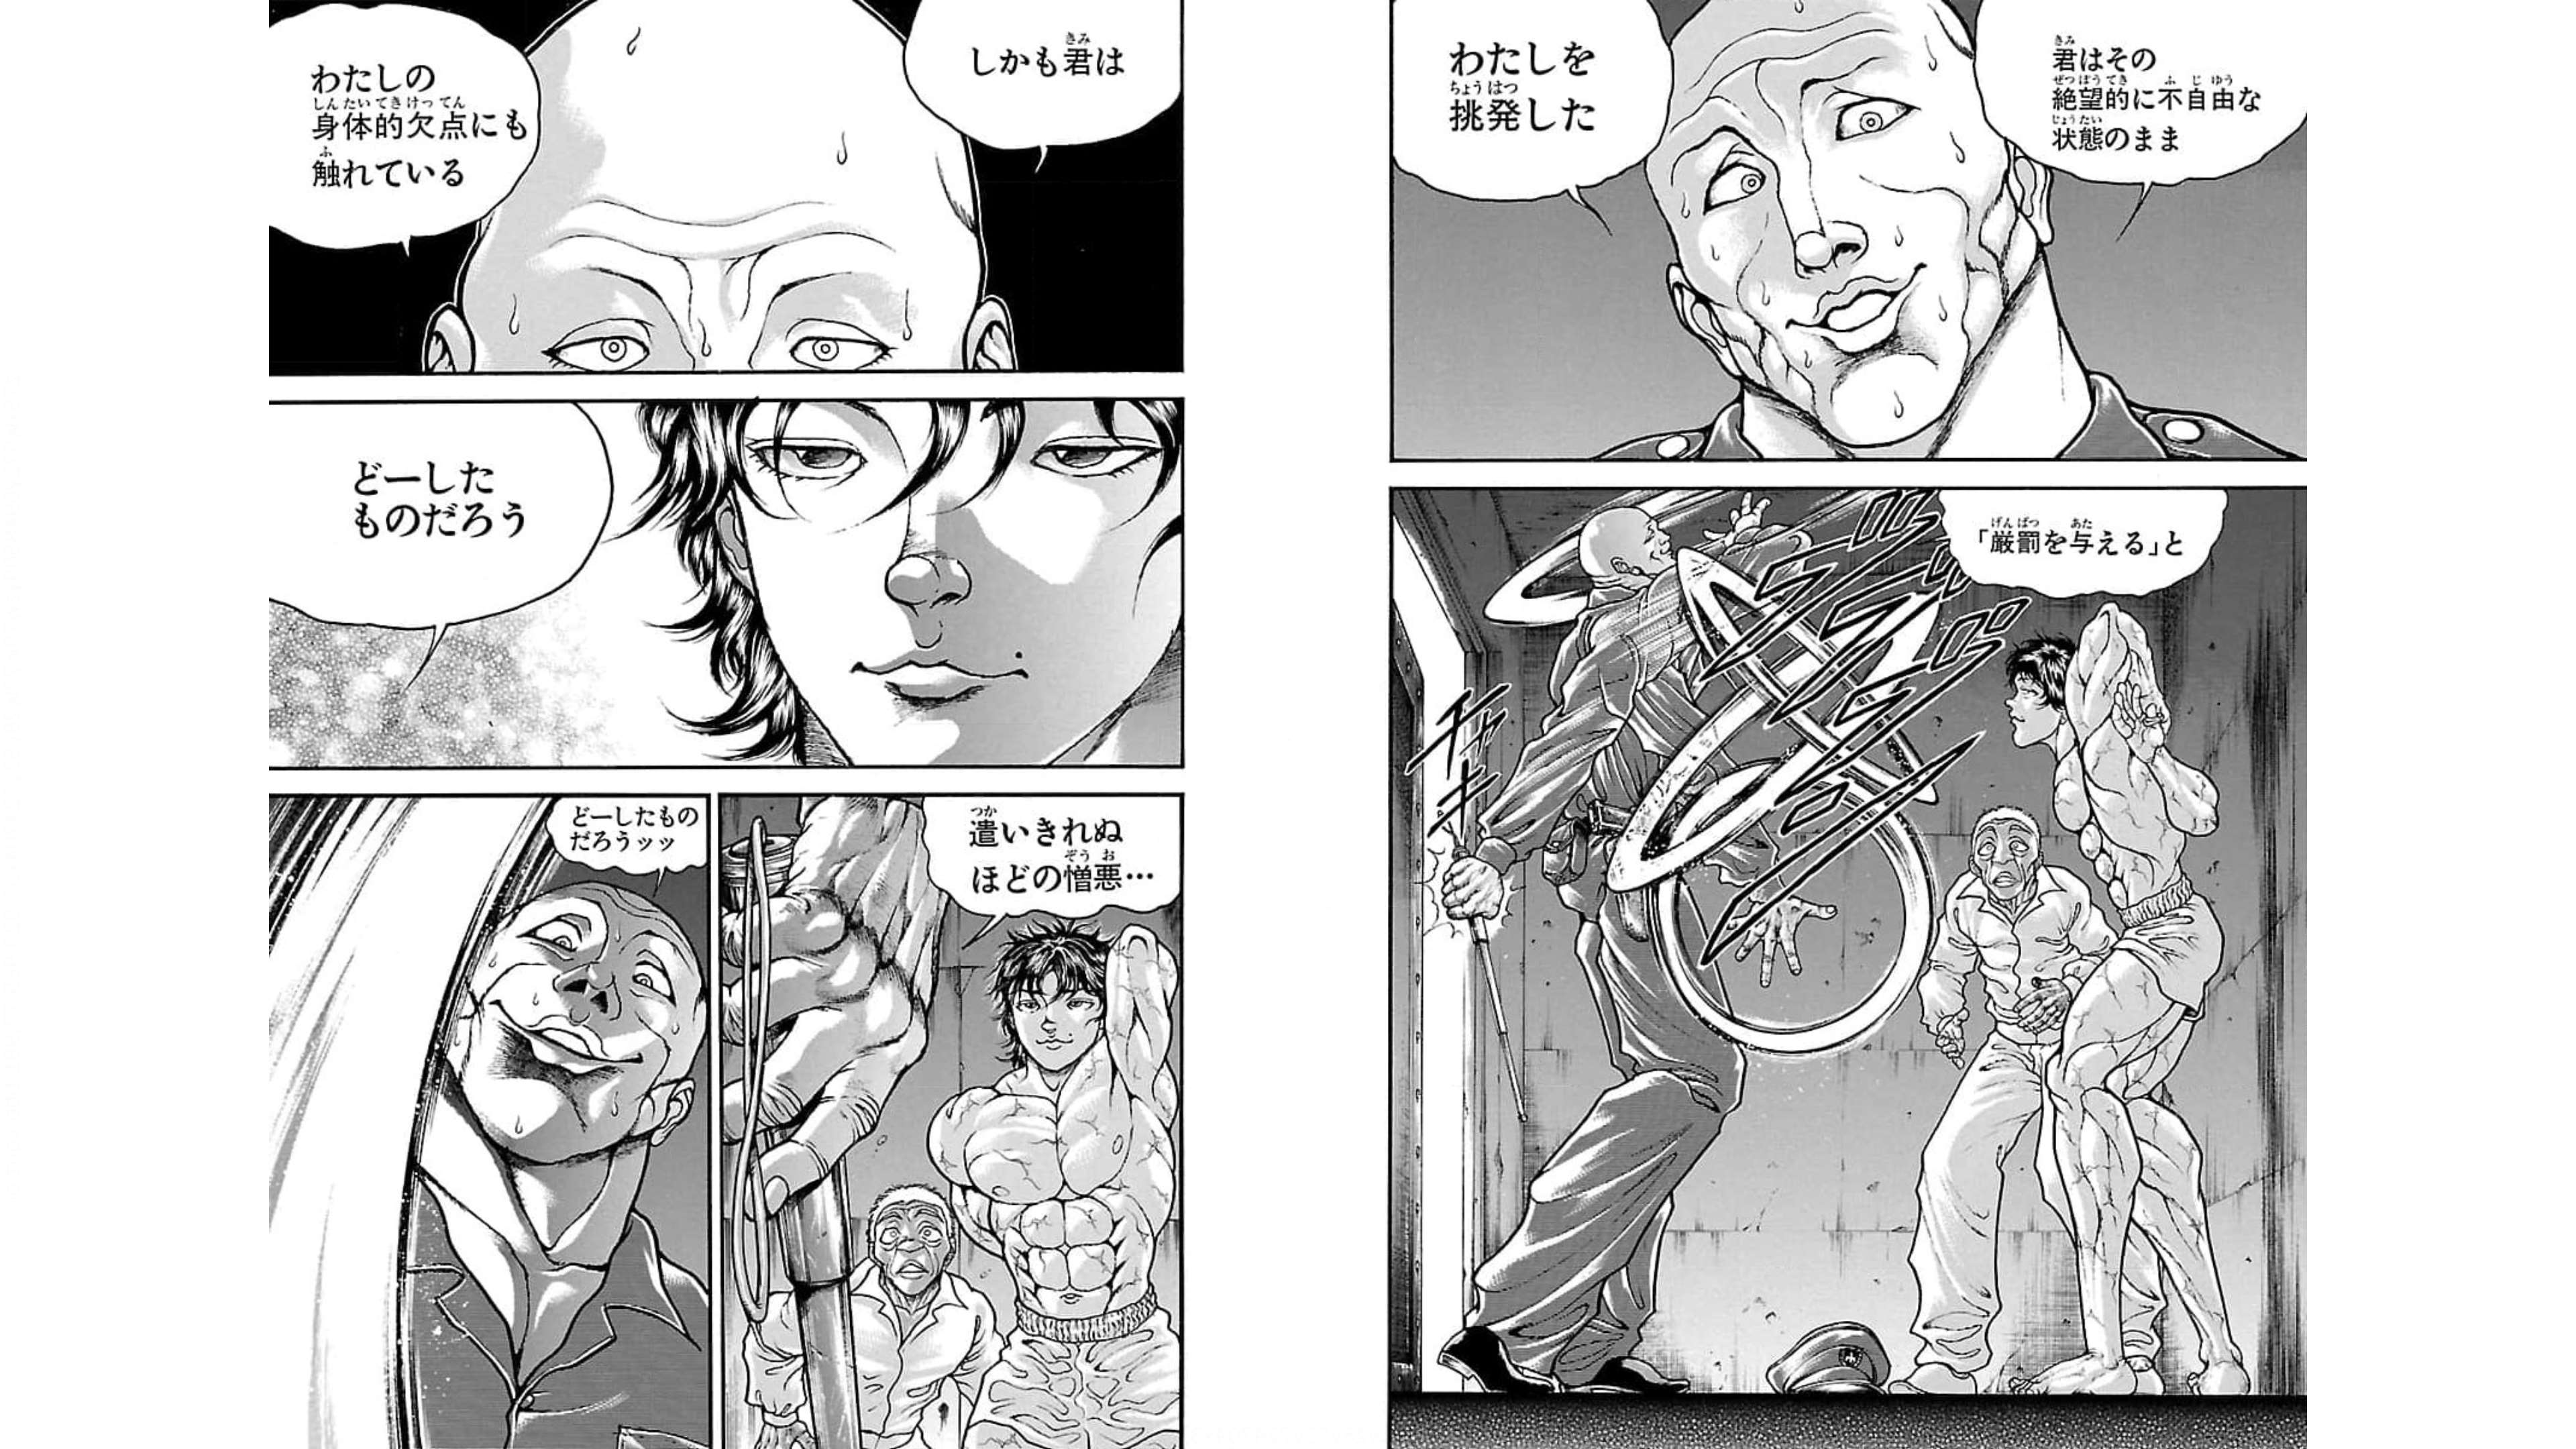 君はその
絶望的に不自由な
状態のまま
わたしを
挑発した
「厳罰を与える」と
チャキ
しかも君は
わたしの
身体的欠点にも
触れている
どーした
ものだろう
遣いきれぬ
ほどの憎悪…
どーしたもの
だろうッッ